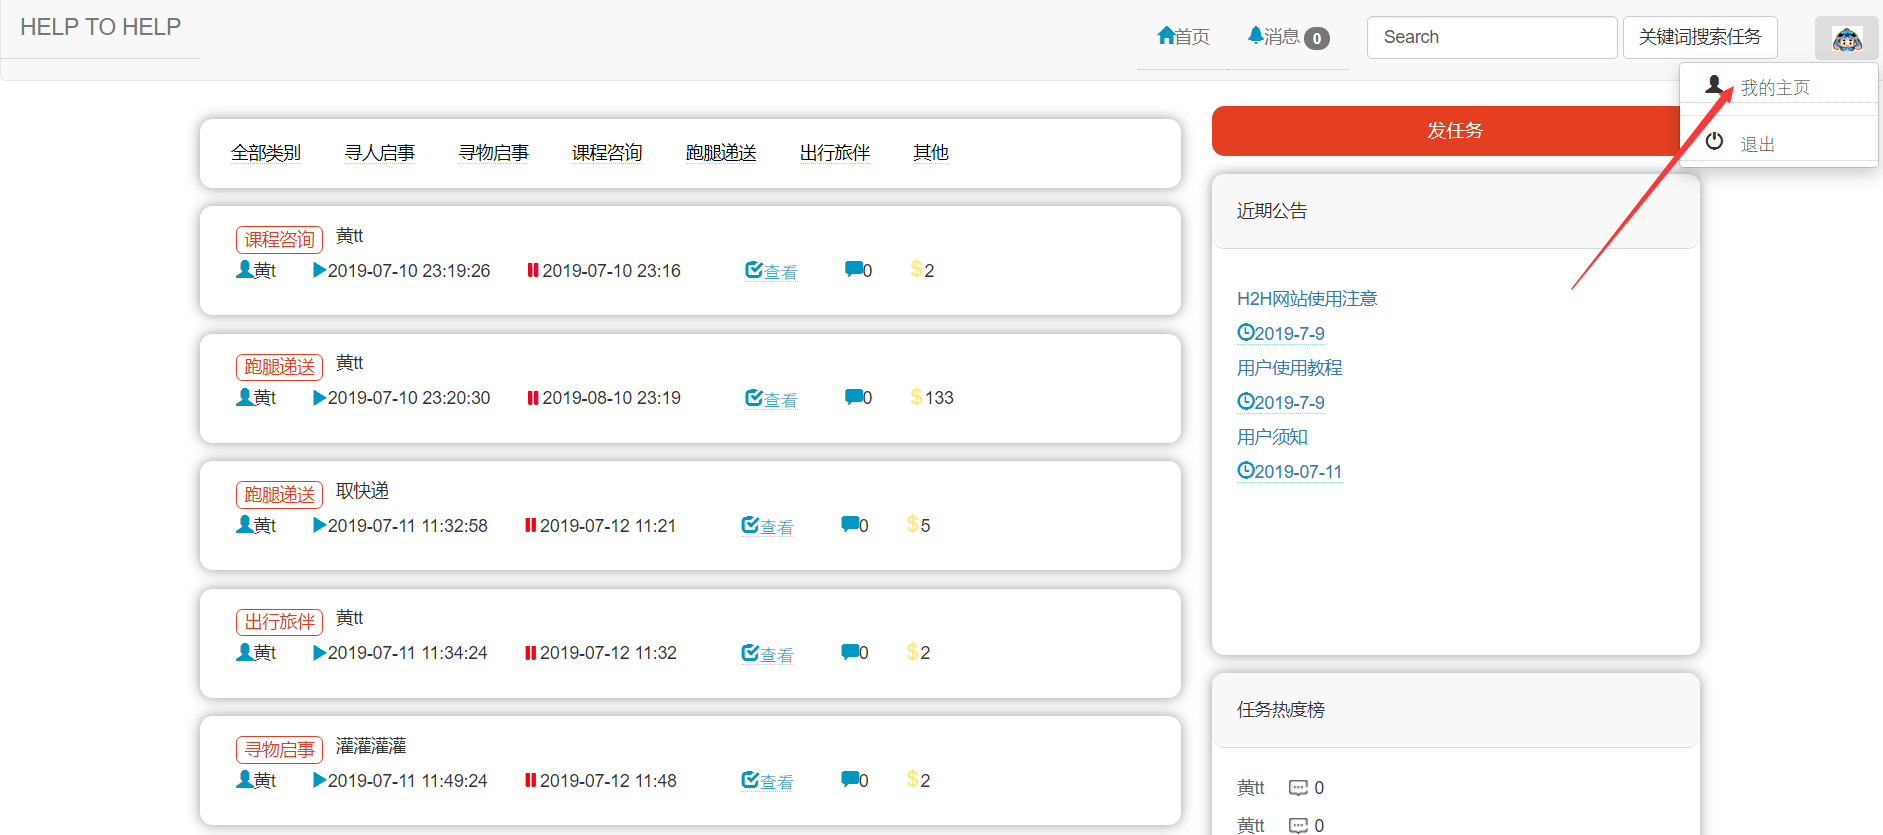 HELP TO HELP
首页
消息 0
Search
关键词搜索任务
我的主页
退出
全部类别 寻人启事 寻物启事 课程咨询 跑腿递送 出行旅伴 其他
课程咨询 黄tt
黄t 2019-07-10 23:19:26 2019-07-10 23:16 查看 0 $2
跑腿递送 黄tt
黄t 2019-07-10 23:20:30 2019-08-10 23:19 查看 0 $133
跑腿递送 取快递
黄t 2019-07-11 11:32:58 2019-07-12 11:21 查看 0 $5
出行旅伴 黄tt
黄t 2019-07-11 11:34:24 2019-07-12 11:32 查看 0 $2
寻物启事 灌灌灌灌
黄t 2019-07-11 11:49:24 2019-07-12 11:48 查看 0 $2
发任务
近期公告
H2H网站使用注意
2019-7-9
用户使用教程
2019-7-9
用户须知
2019-07-11
任务热度榜
黄tt 0
黄tt 0